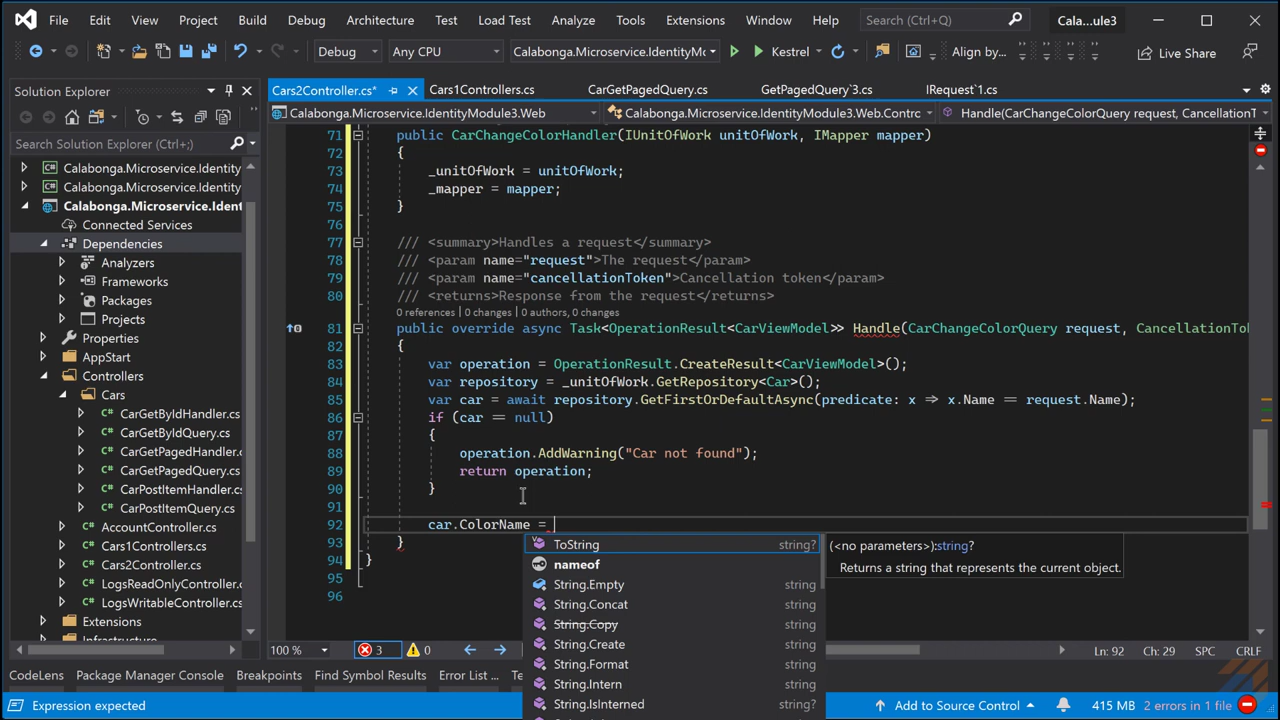 File Edit View Project Build Debug Architecture Test Load Test Analyze Tools Extensions Window Help Search (Ctrl+Q) Cala...ule3
Debug Any CPU Calabonga.Microservice.IdentityMo Kestrel Align by... Live Share
Solution Explorer
Search (Ctrl+;)
Calabonga.Microservice.Identity
Calabonga.Microservice.Identity
Calabonga.Microservice.Ident
Connected Services
Dependencies
Analyzers
Frameworks
Packages
Projects
Properties
AppStart
Controllers
Cars
CarGetByIdHandler.cs
CarGetByIdQuery.cs
CarGetPagedHandler.cs
CarGetPagedQuery.cs
CarPostItemHandler.cs
CarPostItemQuery.cs
AccountController.cs
Cars1Controllers.cs
Cars2Controller.cs
LogsReadOnlyController.cs
LogsWritableController.cs
Extensions
Infrastructure
Cars2Controller.cs* Cars1Controllers.cs CarGetPagedQuery.cs GetPagedQuery`3.cs IRequest`1.cs
Calabonga.Microservice.IdentityModule3.Web Calabonga.Microservice.IdentityModule3.Web.Contrc Handle(CarChangeColorQuery request, CancellationT
71 public CarChangeColorHandler(IUnitOfWork unitOfWork, IMapper mapper)
72 {
73 _unitOfWork = unitOfWork;
74 _mapper = mapper;
75 }
76
77 /// <summary>Handles a request</summary>
78 /// <param name="request">The request</param>
79 /// <param name="cancellationToken">Cancellation token</param>
80 /// <returns>Response from the request</returns>
0 references | 0 changes | 0 authors, 0 changes
81 public override async Task<OperationResult<CarViewModel>> Handle(CarChangeColorQuery request, CancellationTo
82 {
83 var operation = OperationResult.CreateResult<CarViewModel>();
84 var repository = _unitOfWork.GetRepository<Car>();
85 var car = await repository.GetFirstOrDefaultAsync(predicate: x => x.Name == request.Name);
86 if (car == null)
87 {
88 operation.AddWarning("Car not found");
89 return operation;
90 }
91
92 car.ColorName =
93 }
94 }
95
96
ToString string?
nameof
String.Empty string
String.Concat string
String.Copy string
String.Create string
String.Format string
String.Intern string
String.IsInterned string?
(<no parameters>):string?
Returns a string that represents the current object.
100 % 3 0 Ln: 92 Ch: 29 SPC CRLF
CodeLens Package Manager Console Breakpoints Find Symbol Results Error List
Expression expected Add to Source Control 415 MB 2 errors in 1 file